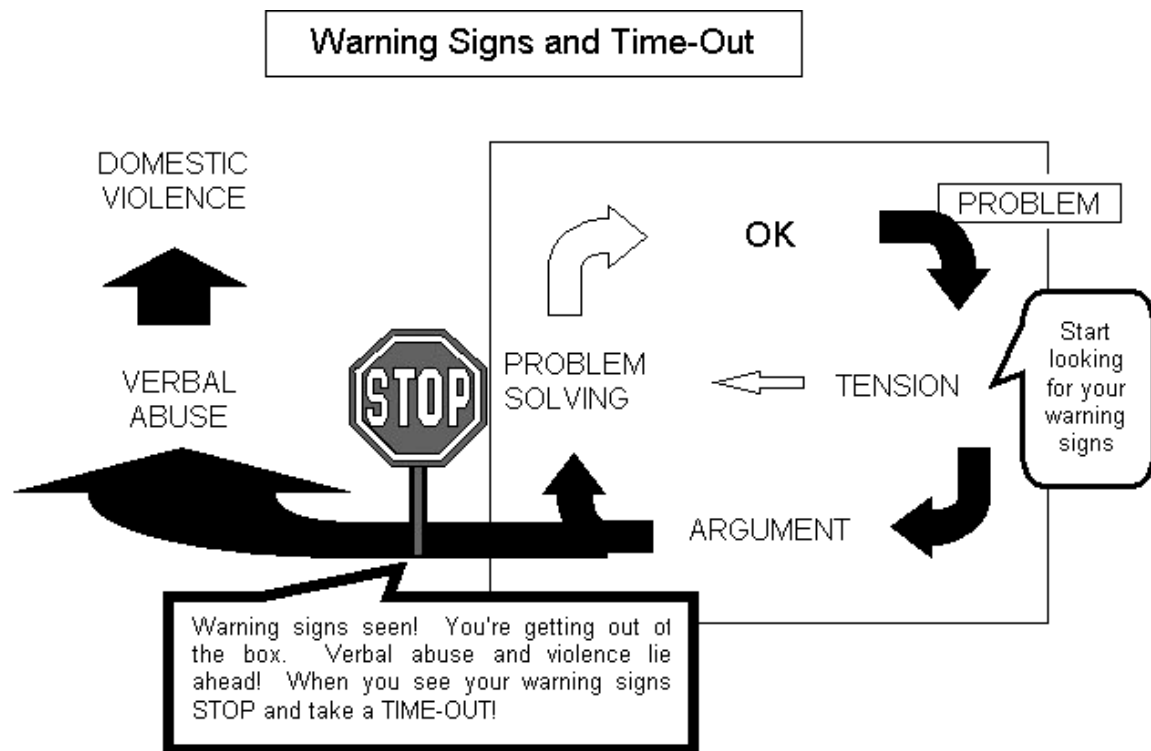 Warning Signs and Time-Out
DOMESTIC
VIOLENCE
PROBLEM
OK
Start
looking
for your
warning
signs
PROBLEM
SOLVING
TENSION
VERBAL
ABUSE
STOP
ARGUMENT
Warning signs seen! You're getting out of
the box. Verbal abuse and violence lie
ahead! When you see your warning signs
STOP and take a TIME-OUT!